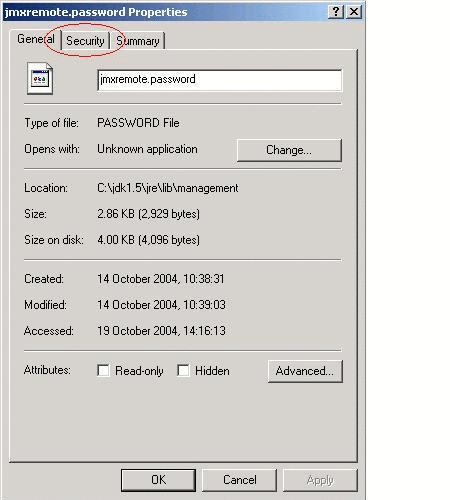 jmxremote.password Properties
General Security Summary
jmxremote.password
Type of file: PASSWORD File
Opens with: Unknown application Change...
Location: C:\jdk1.5\jre\lib\management
Size: 2.86 KB (2,929 bytes)
Size on disk: 4.00 KB (4,096 bytes)
Created: 14 October 2004, 10:38:31
Modified: 14 October 2004, 10:39:03
Accessed: 19 October 2004, 14:16:13
Attributes: Read-only Hidden Advanced...
OK Cancel Apply